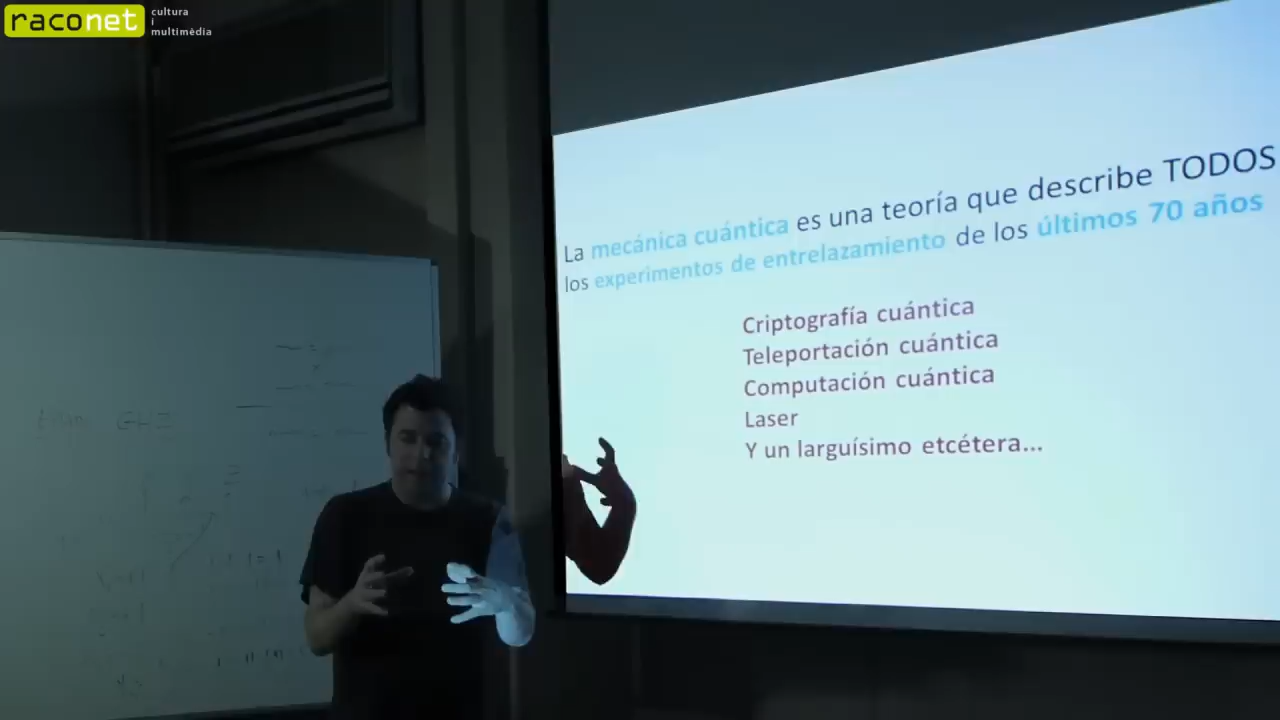 raconet
cultura
i
multimèdia
La mecánica cuántica es una teoría que describe TODOS
los experimentos de entrelazamiento de los últimos 70 años
Criptografía cuántica
Teleportación cuántica
Computación cuántica
Laser
Y un larguísimo etcétera...
GHZ